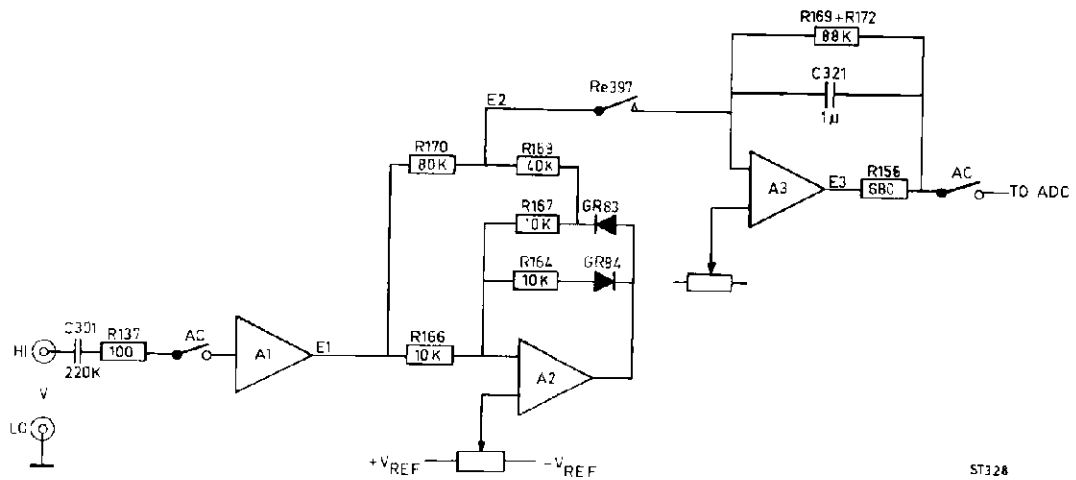 R169+R172
88K
C321
1µ
Re397
E2
R170
80K
R169
40K
R167
10K
GR83
R164
10K
GR84
A3
E3
R156
680
AC
TO ADC
C301
220K
HI
R137
100
AC
A1
E1
R166
10K
A2
V
LO
+VREF
-VREF
ST328